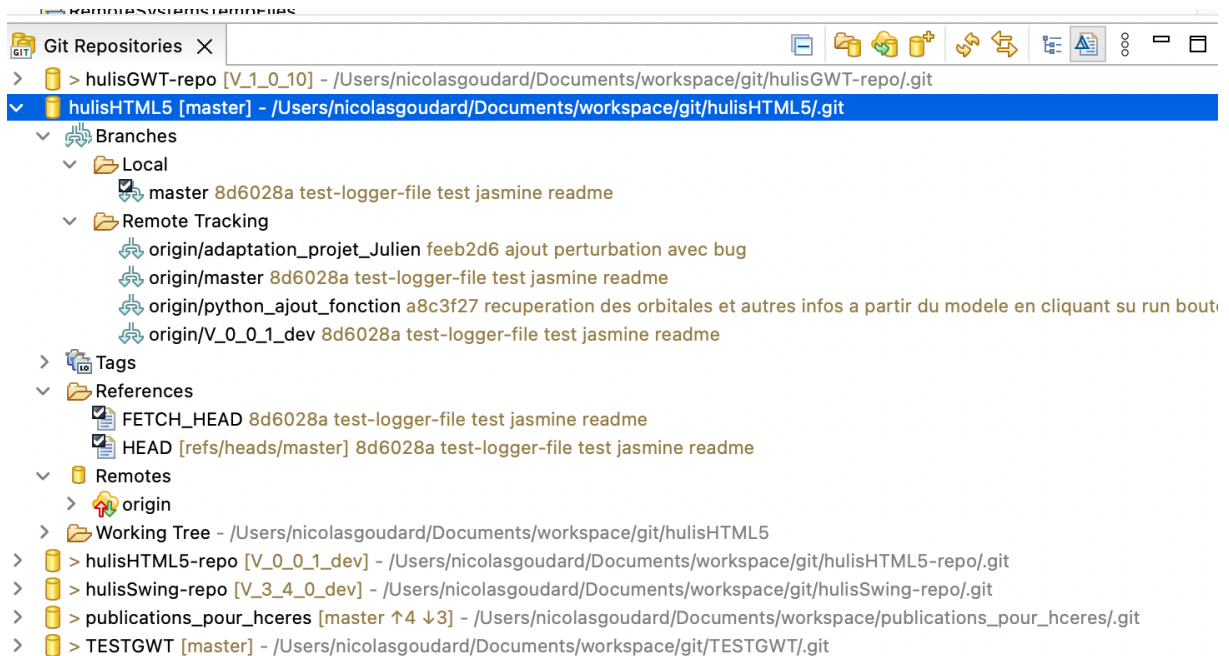 RemoteSystemsTempFiles
Git Repositories
> hulisGWT-repo [V_1_0_10] - /Users/nicolasgoudard/Documents/workspace/git/hulisGWT-repo/.git
hulisHTML5 [master] - /Users/nicolasgoudard/Documents/workspace/git/hulisHTML5/.git
Branches
Local
master 8d6028a test-logger-file test jasmine readme
Remote Tracking
origin/adaptation_projet_Julien feeb2d6 ajout perturbation avec bug
origin/master 8d6028a test-logger-file test jasmine readme
origin/python_ajout_fonction a8c3f27 recuperation des orbitales et autres infos a partir du modele en cliquant su run bout
origin/V_0_0_1_dev 8d6028a test-logger-file test jasmine readme
Tags
References
FETCH_HEAD 8d6028a test-logger-file test jasmine readme
HEAD [refs/heads/master] 8d6028a test-logger-file test jasmine readme
Remotes
origin
Working Tree - /Users/nicolasgoudard/Documents/workspace/git/hulisHTML5
> hulisHTML5-repo [V_0_0_1_dev] - /Users/nicolasgoudard/Documents/workspace/git/hulisHTML5-repo/.git
> hulisSwing-repo [V_3_4_0_dev] - /Users/nicolasgoudard/Documents/workspace/git/hulisSwing-repo/.git
> publications_pour_hceres [master ↑4 ↓3] - /Users/nicolasgoudard/Documents/workspace/publications_pour_hceres/.git
> TESTGWT [master] - /Users/nicolasgoudard/Documents/workspace/git/TESTGWT/.git